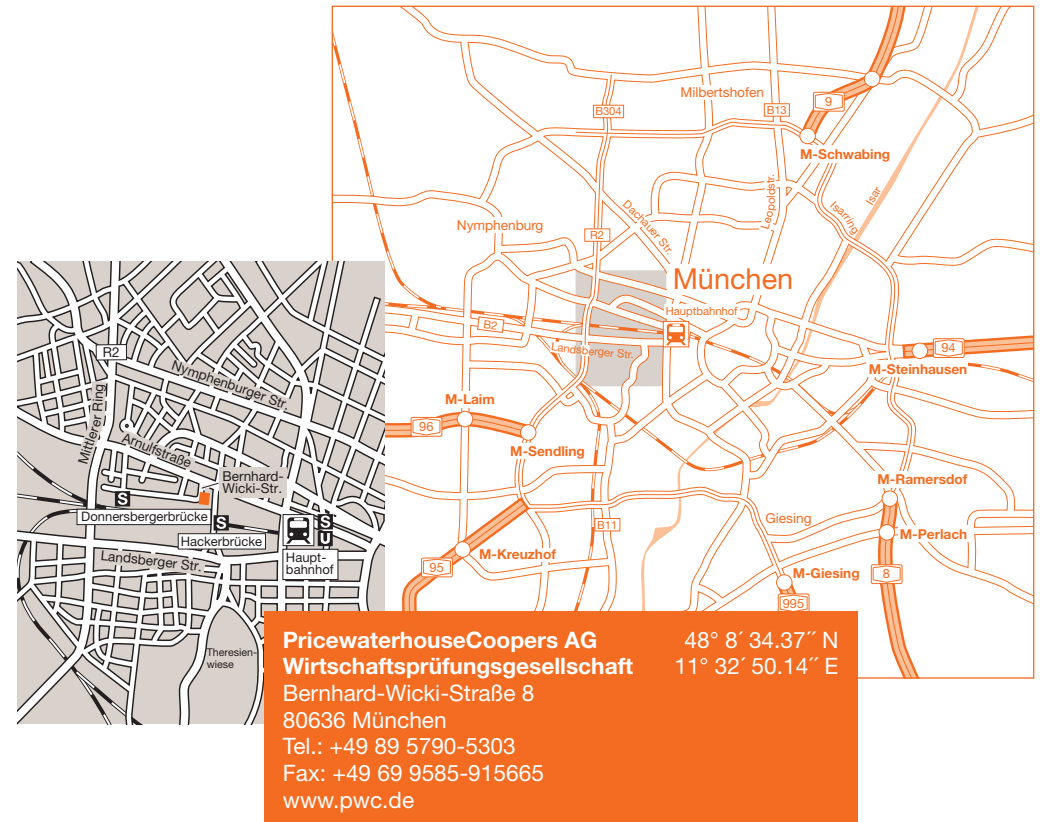 Milbertshofen
9
B304
B13
M-Schwabing
Leopoldstr.
Isar
Isarring
Dachauer Str.
Nymphenburg
R2
München
Hauptbahnhof
B2
Landsberger Str.
94
M-Steinhausen
M-Laim
96
M-Sendling
M-Ramersdof
Giesing
B11
M-Perlach
M-Kreuzhof
95
M-Giesing
8
995
R2
Nymphenburger Str.
Mittlerer Ring
Arnulfstraße
Bernhard-
Wicki-Str.
S
Donnersbergerbrücke
S
Hackerbrücke
S
U
Haupt-
bahnhof
Landsberger Str.
Theresien-
wiese
PricewaterhouseCoopers AG 48° 8´ 34.37´´ N
Wirtschaftsprüfungsgesellschaft 11° 32´ 50.14´´ E
Bernhard-Wicki-Straße 8
80636 München
Tel.: +49 89 5790-5303
Fax: +49 69 9585-915665
www.pwc.de